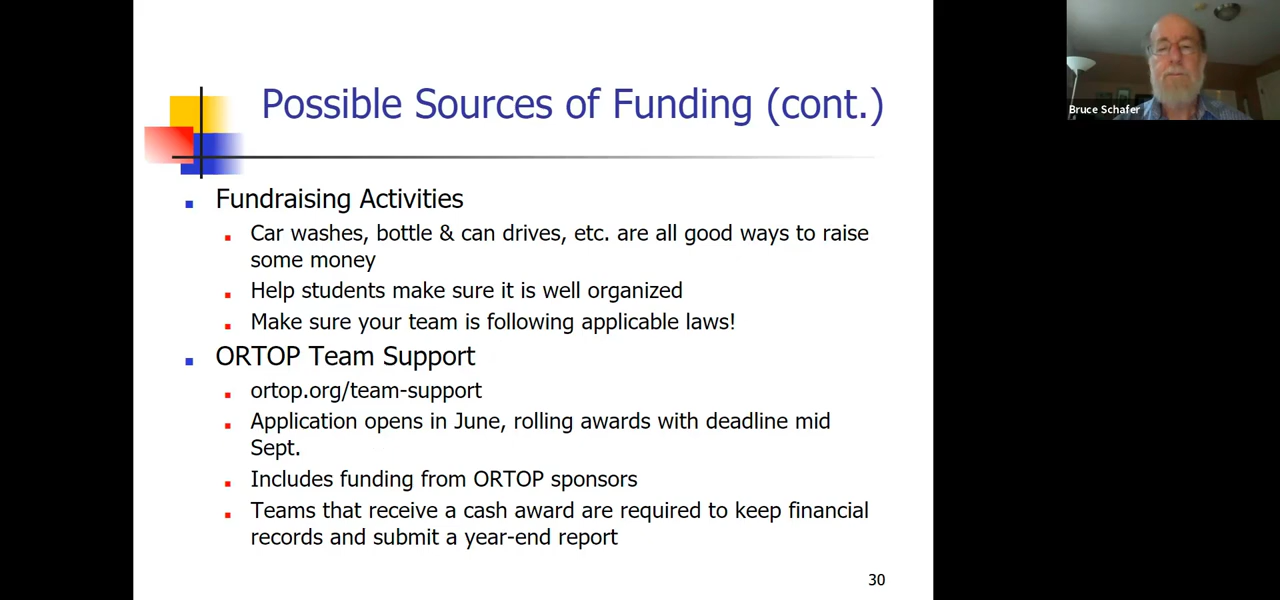 Possible Sources of Funding (cont.)
Bruce Schafer
Fundraising Activities
Car washes, bottle & can drives, etc. are all good ways to raise
some money
Help students make sure it is well organized
Make sure your team is following applicable laws!
ORTOP Team Support
ortop.org/team-support
Application opens in June, rolling awards with deadline mid
Sept.
Includes funding from ORTOP sponsors
Teams that receive a cash award are required to keep financial
records and submit a year-end report
30